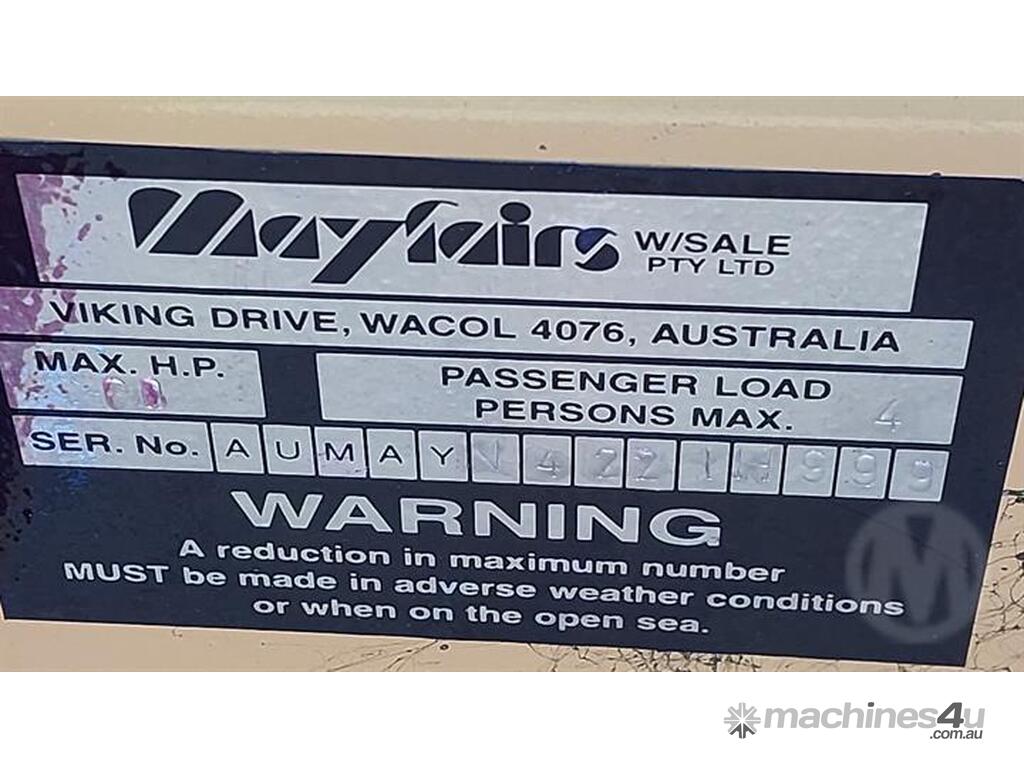 Mayfairs W/SALE
PTY LTD
VIKING DRIVE, WACOL 4076, AUSTRALIA
MAX. H.P.
PASSENGER LOAD
PERSONS MAX. 4
SER. No. AUMAYV4221H999
WARNING
A reduction in maximum number
MUST be made in adverse weather conditions
or when on the open sea.
M
machines4u
.com.au